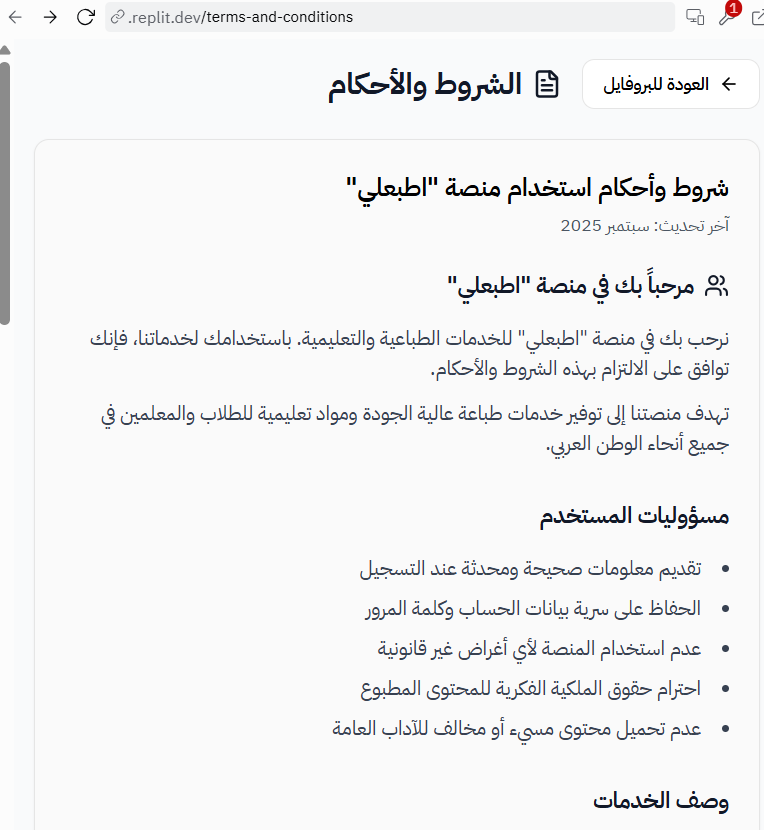 .replit.dev/terms-and-conditions
1
العودة للبروفايل
الشروط والأحكام
شروط وأحكام استخدام منصة "اطبعلي"
آخر تحديث: سبتمبر 2025
مرحباً بك في منصة "اطبعلي"
نرحب بك في منصة "اطبعلي" للخدمات الطباعية والتعليمية. باستخدامك لخدماتنا، فإنك
توافق على الالتزام بهذه الشروط والأحكام.
تهدف منصتنا إلى توفير خدمات طباعة عالية الجودة ومواد تعليمية للطلاب والمعلمين في
جميع أنحاء الوطن العربي.
مسؤوليات المستخدم
• تقديم معلومات صحيحة ومحدثة عند التسجيل
• الحفاظ على سرية بيانات الحساب وكلمة المرور
• عدم استخدام المنصة لأي أغراض غير قانونية
• احترام حقوق الملكية الفكرية للمحتوى المطبوع
• عدم تحميل محتوى مسيء أو مخالف للآداب العامة
وصف الخدمات